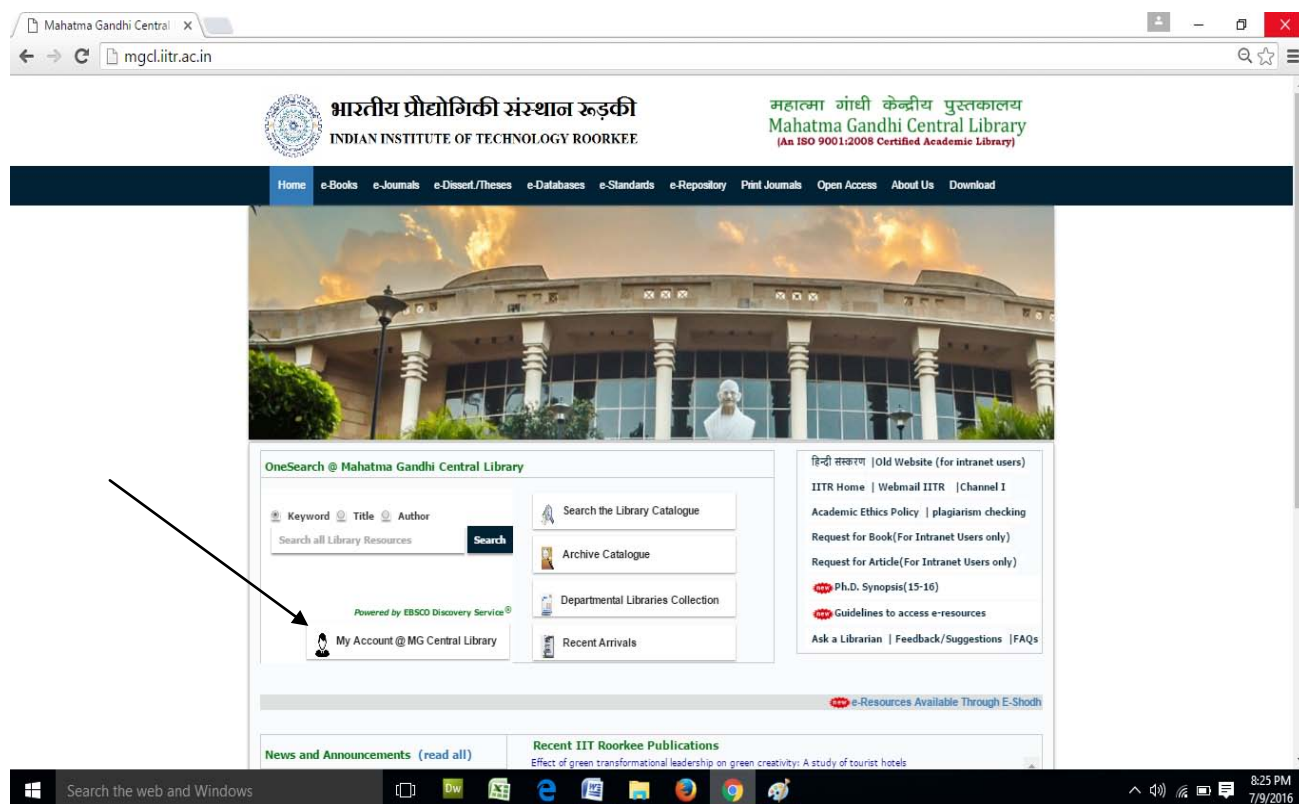 Mahatma Gandhi Central
mgcl.iitr.ac.in
भारतीय प्रौद्योगिकी संस्थान रूड़की
INDIAN INSTITUTE OF TECHNOLOGY ROORKEE
महात्मा गांधी केन्द्रीय पुस्तकालय
Mahatma Gandhi Central Library
(An ISO 9001:2008 Certified Academic Library)
Home e-Books e-Journals e-Dissert./Theses e-Databases e-Standards e-Repository Print Journals Open Access About Us Download
OneSearch @ Mahatma Gandhi Central Library
Keyword Title Author
Search all Library Resources Search
Powered by EBSCO Discovery Service®
My Account @ MG Central Library
Search the Library Catalogue
Archive Catalogue
Departmental Libraries Collection
Recent Arrivals
हिन्दी संस्करण |Old Website (for intranet users)
IITR Home | Webmail IITR |Channel I
Academic Ethics Policy | plagiarism checking
Request for Book(For Intranet Users only)
Request for Article(For Intranet Users only)
new Ph.D. Synopsis(15-16)
new Guidelines to access e-resources
Ask a Librarian | Feedback/Suggestions |FAQs
new e-Resources Available Through E-Shodh
News and Announcements (read all)
Recent IIT Roorkee Publications
Effect of green transformational leadership on green creativity: A study of tourist hotels
Search the web and Windows
Dw
8:25 PM
7/9/2016